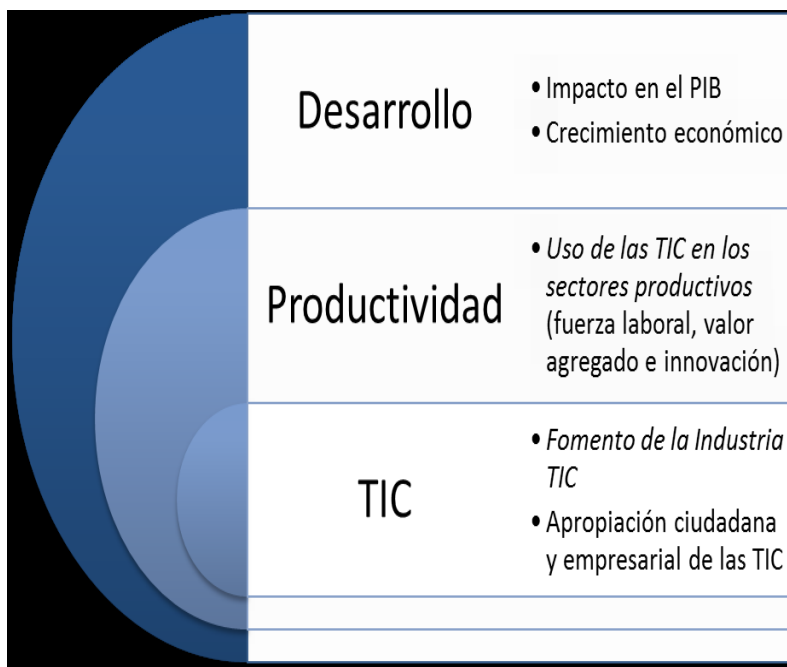 Desarrollo
• Impacto en el PIB
• Crecimiento económico
Productividad
• Uso de las TIC en los
sectores productivos
(fuerza laboral, valor
agregado e innovación)
TIC
• Fomento de la Industria
TIC
• Apropiación ciudadana
y empresarial de las TIC